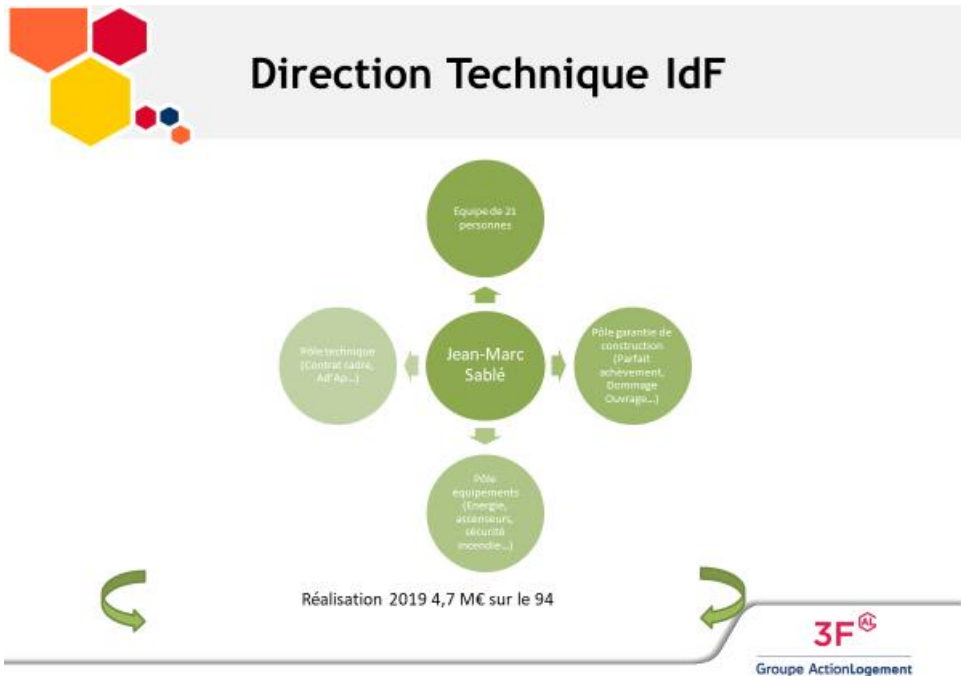 Direction Technique IdF
Equipe de 21
personnes
Pôle technique
(Contrat cadre,
Ad'Ap...)
Jean-Marc
Sablé
Pôle garantie de
construction
(Parfait
achèvement,
Dommage
Ouvrage...)
Pôle
équipements
(Energie,
ascenseurs,
sécurité
incendie...)
Réalisation 2019 4,7 M€ sur le 94
3F AL
Groupe ActionLogement